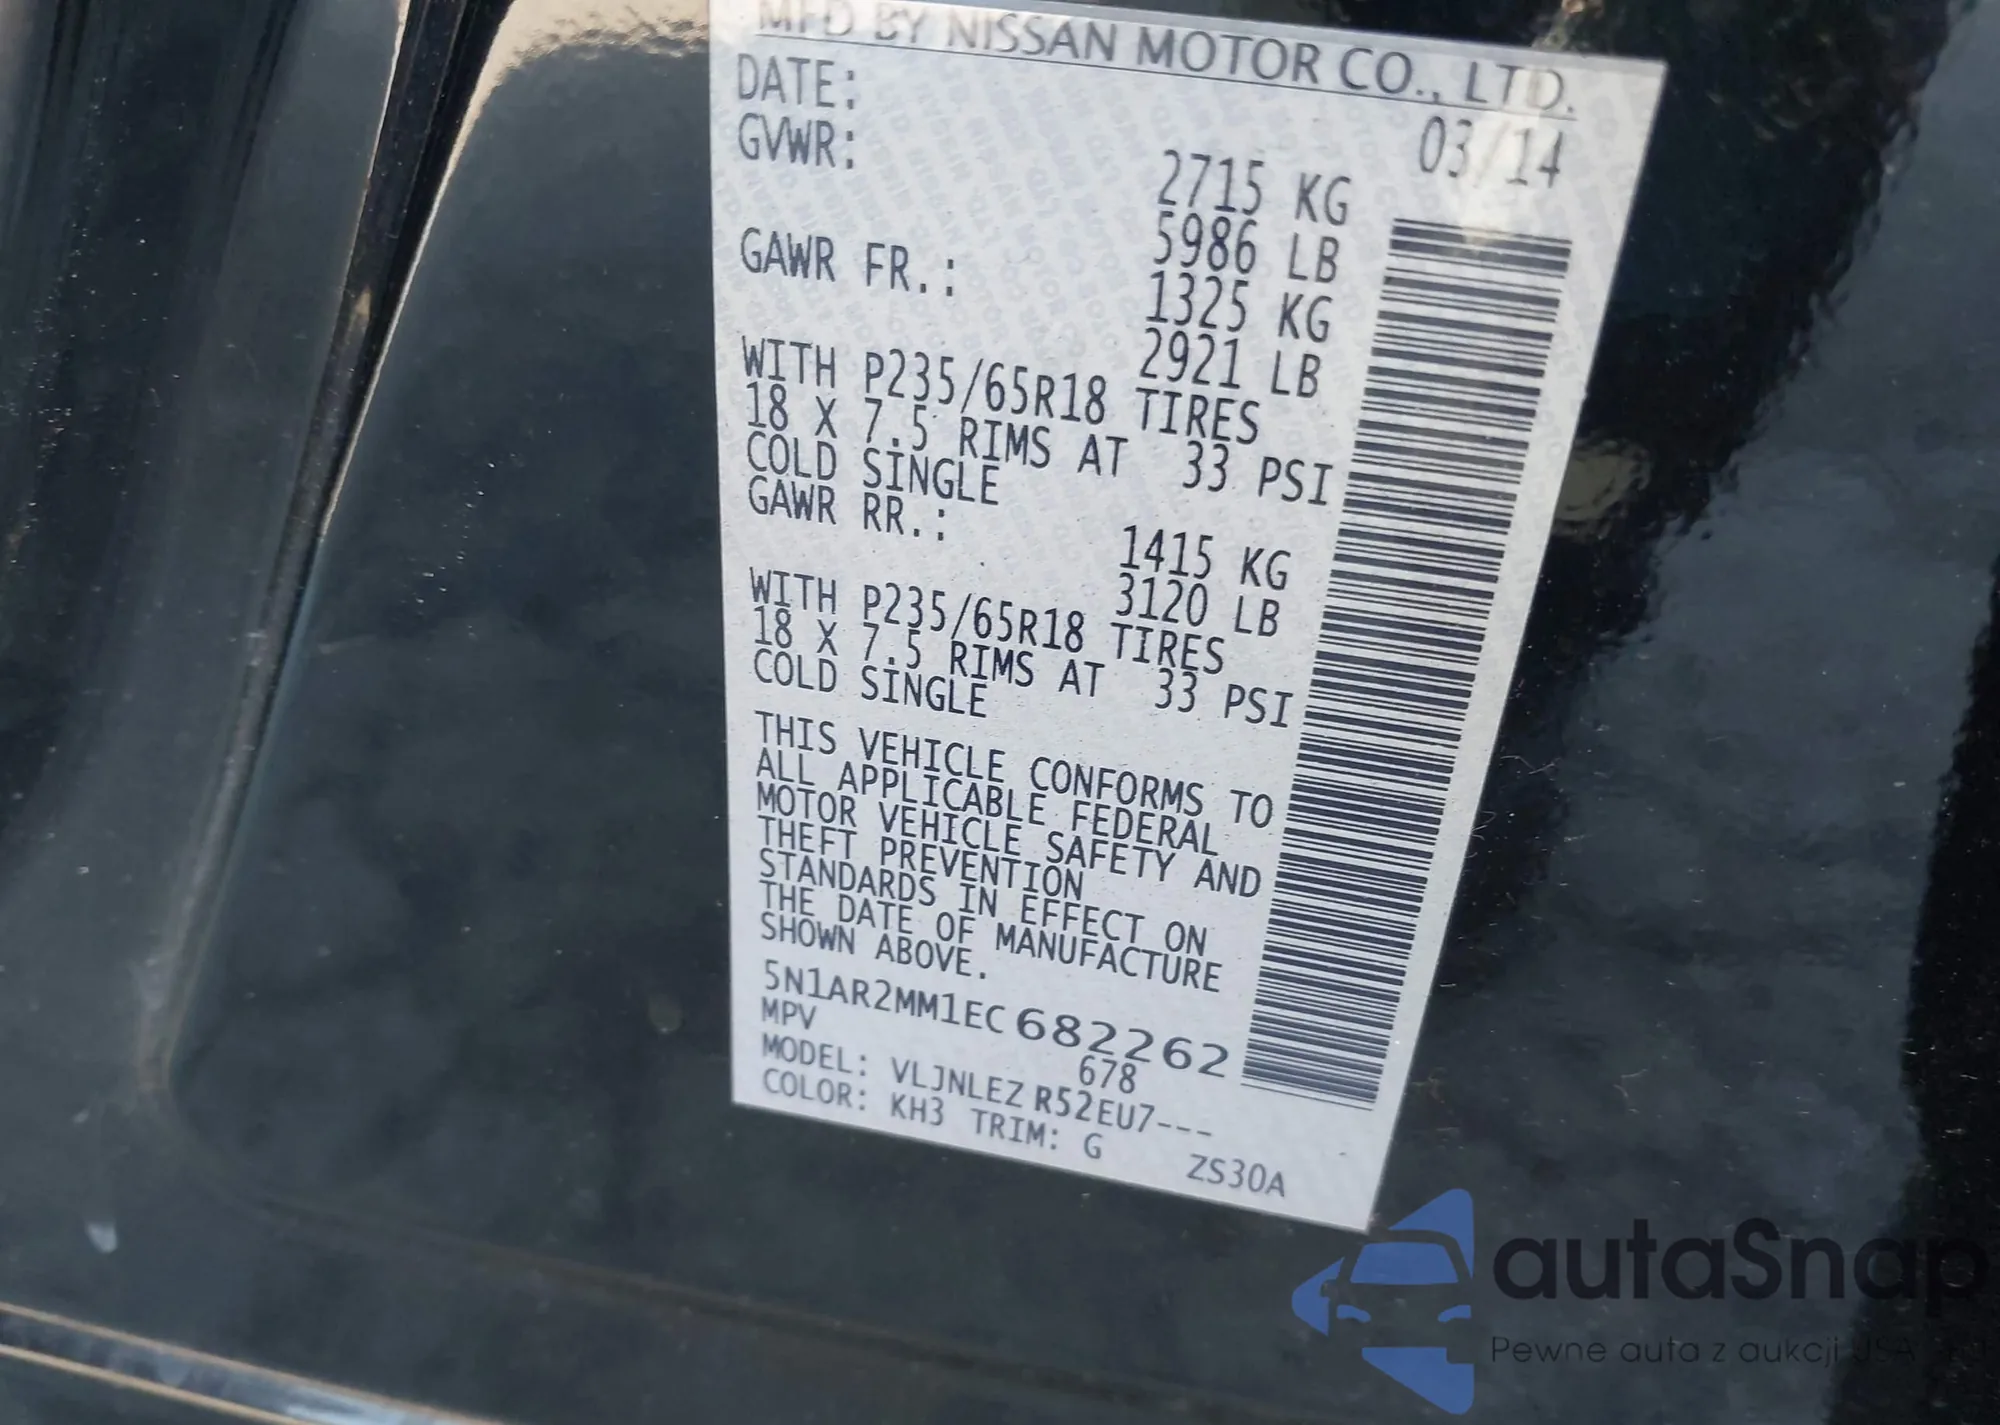 MFD BY NISSAN MOTOR CO., LTD.
DATE: 03/14
GVWR: 2715 KG
5986 LB
GAWR FR.: 1325 KG
2921 LB
WITH P235/65R18 TIRES
18 X 7.5 RIMS AT 33 PSI
COLD SINGLE
GAWR RR.: 1415 KG
3120 LB
WITH P235/65R18 TIRES
18 X 7.5 RIMS AT 33 PSI
COLD SINGLE
THIS VEHICLE CONFORMS TO
ALL APPLICABLE FEDERAL
MOTOR VEHICLE SAFETY AND
THEFT PREVENTION
STANDARDS IN EFFECT ON
THE DATE OF MANUFACTURE
SHOWN ABOVE.
5N1AR2MM1EC682262
MPV 678
MODEL: VLJNLEZ R52EU7---
COLOR: KH3 TRIM: G ZS30A
autaSnap
Pewne auta z aukcji USA